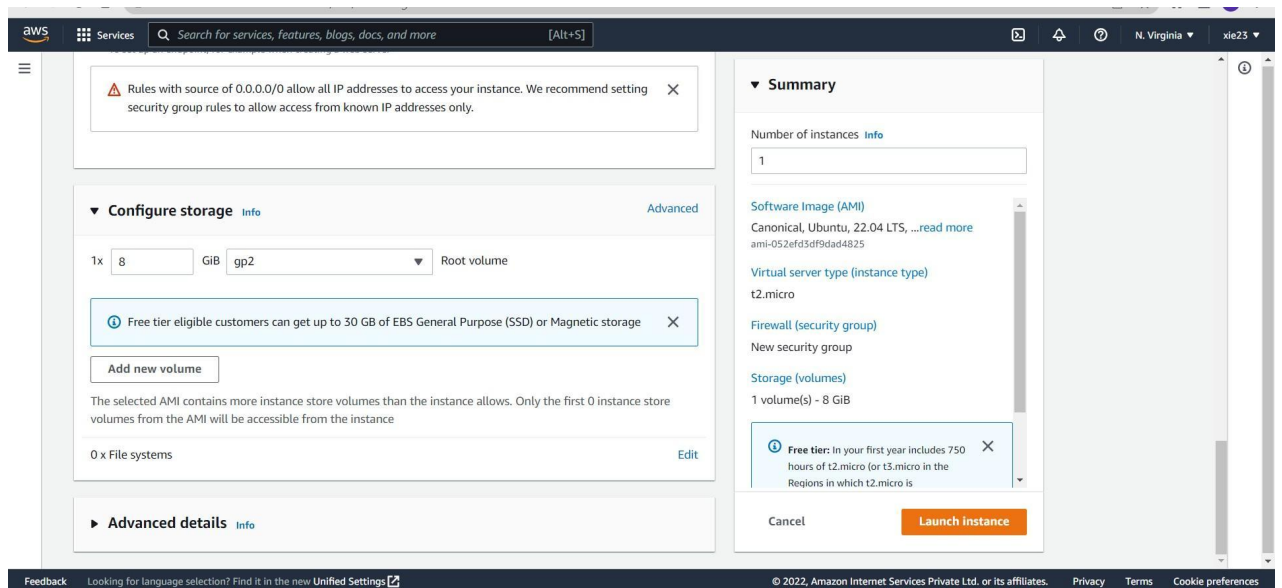 aws
Services
Search for services, features, blogs, docs, and more
[Alt+S]
N. Virginia
xie23
Rules with source of 0.0.0.0/0 allow all IP addresses to access your instance. We recommend setting
security group rules to allow access from known IP addresses only.
Configure storage Info
Advanced
1x 8 GiB gp2 Root volume
Free tier eligible customers can get up to 30 GB of EBS General Purpose (SSD) or Magnetic storage
Add new volume
The selected AMI contains more instance store volumes than the instance allows. Only the first 0 instance store
volumes from the AMI will be accessible from the instance
0 x File systems
Edit
Advanced details Info
Summary
Number of instances Info
1
Software Image (AMI)
Canonical, Ubuntu, 22.04 LTS, ...read more
ami-052efd3df9dad4825
Virtual server type (instance type)
t2.micro
Firewall (security group)
New security group
Storage (volumes)
1 volume(s) - 8 GiB
Free tier: In your first year includes 750
hours of t2.micro (or t3.micro in the
Regions in which t2.micro is
Cancel
Launch instance
Feedback
Looking for language selection? Find it in the new Unified Settings
© 2022, Amazon Internet Services Private Ltd. or its affiliates.
Privacy
Terms
Cookie preferences